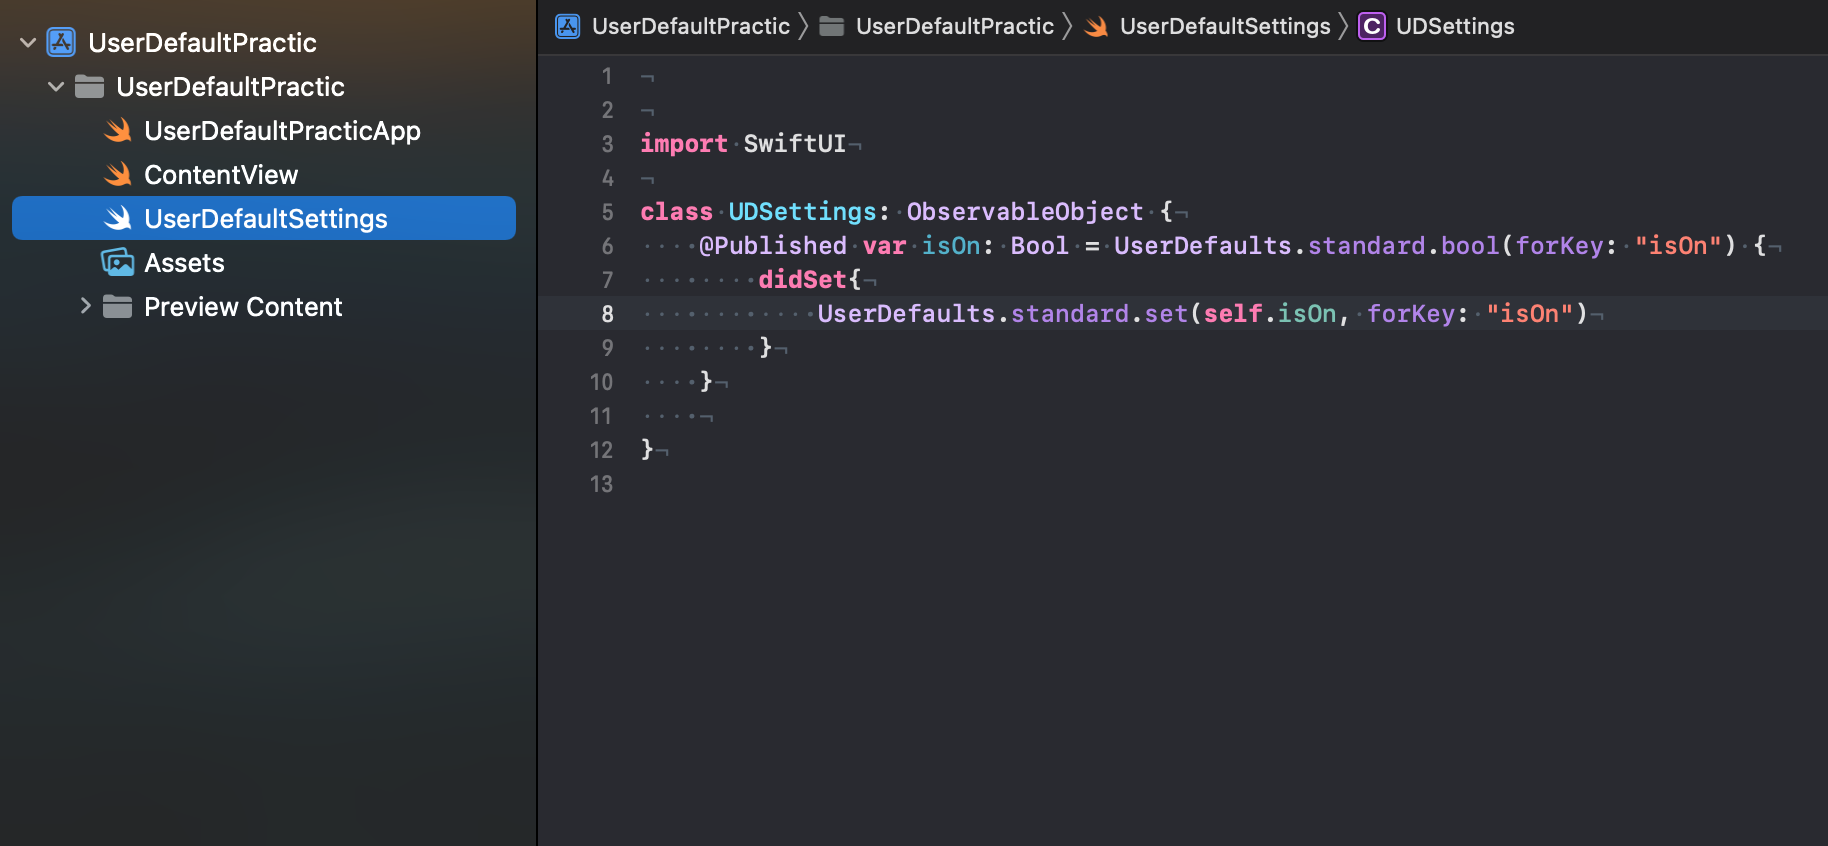 UserDefaultPractic
UserDefaultPractic
UserDefaultPracticApp
ContentView
UserDefaultSettings
Assets
Preview Content
UserDefaultPractic UserDefaultPractic UserDefaultSettings C UDSettings
1
2
3 import SwiftUI
4
5 class UDSettings: ObservableObject {
6 @Published var isOn: Bool = UserDefaults.standard.bool(forKey: "isOn") {
7 didSet{
8 UserDefaults.standard.set(self.isOn, forKey: "isOn")
9 }
10 }
11
12 }
13